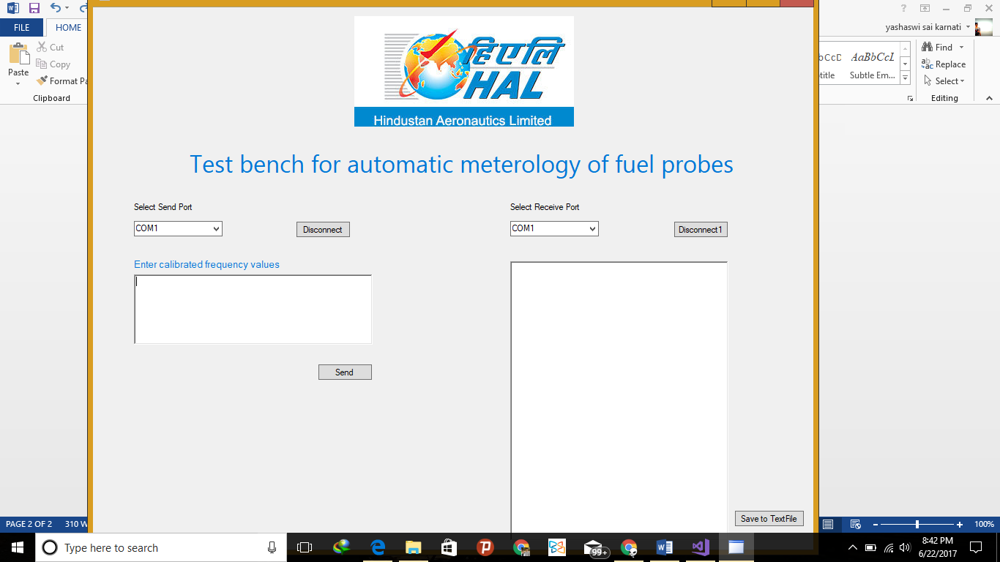 FILE
HOME
yashaswi sai karnati
Cut
Copy
Format Pa
Paste
Clipboard
AaBbCcI
Subtle Em...
Find
Replace
Select
Editing
हिएलि
HAL
Hindustan Aeronautics Limited
Test bench for automatic meterology of fuel probes
Select Send Port
Select Receive Port
COM1
Disconnect
COM1
Disconnect1
Enter calibrated frequency values
Send
Save to TextFile
PAGE 2 OF 2 310 W
100%
Type here to search
99+
8:42 PM
6/22/2017